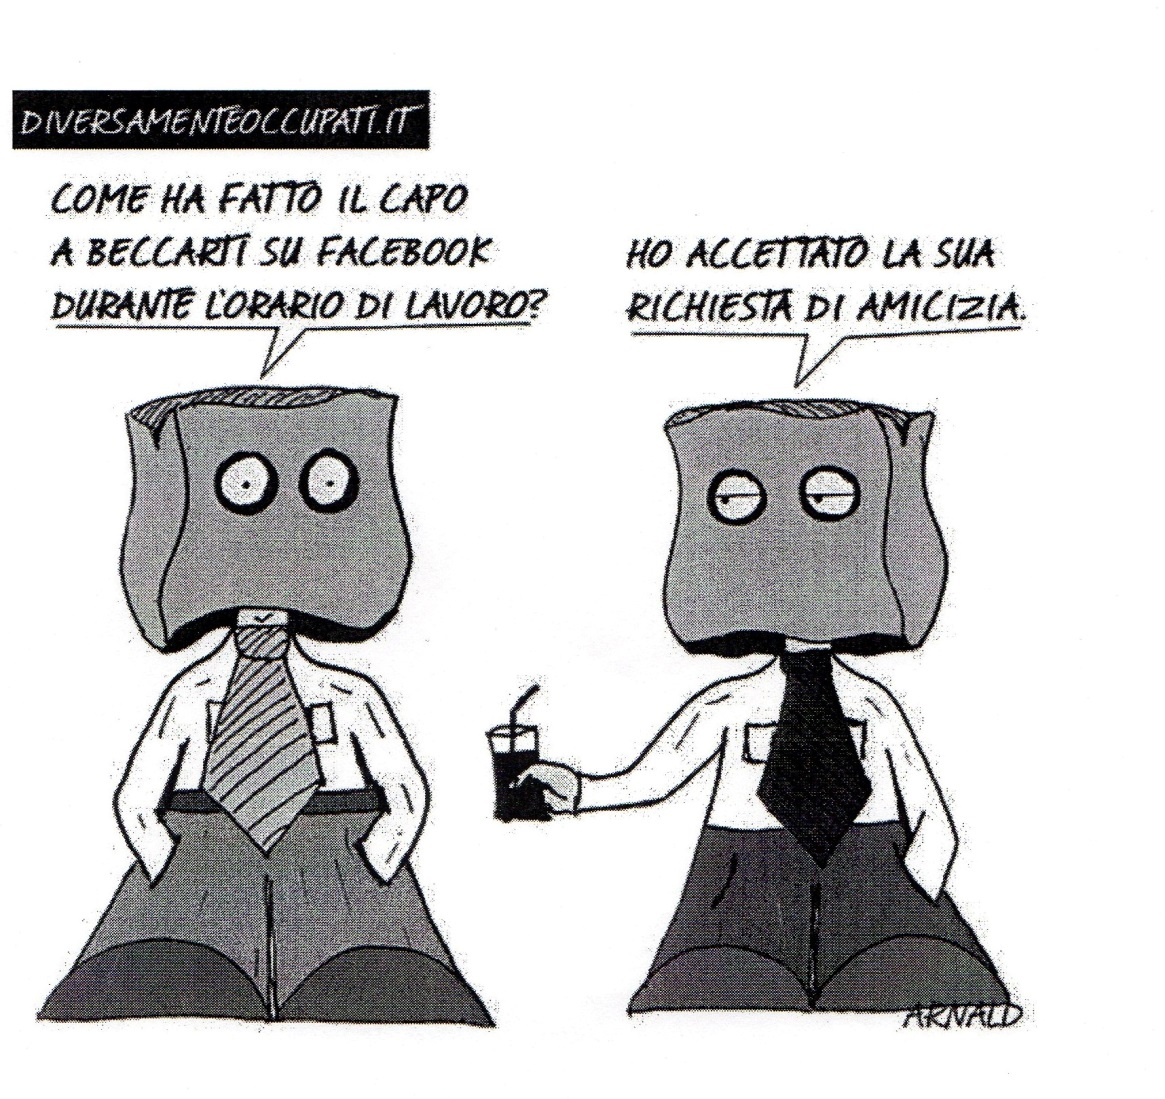 DIVERSAMENTEOCCUPATI.IT
COME HA FATTO IL CAPO
A BECCARTI SU FACEBOOK
DURANTE L'ORARIO DI LAVORO?
HO ACCETTATO LA SUA
RICHIESTA DI AMICIZIA.
ARNALD